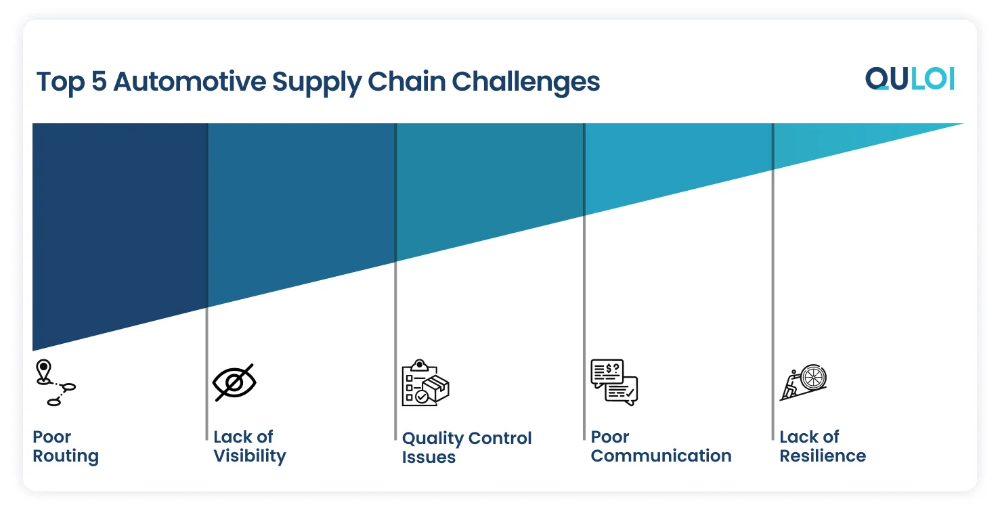 Top 5 Automotive Supply Chain Challenges
QULOI
$?
Poor
Routing
Lack of
Visibility
Quality Control
Issues
Poor
Communication
Lack of
Resilience